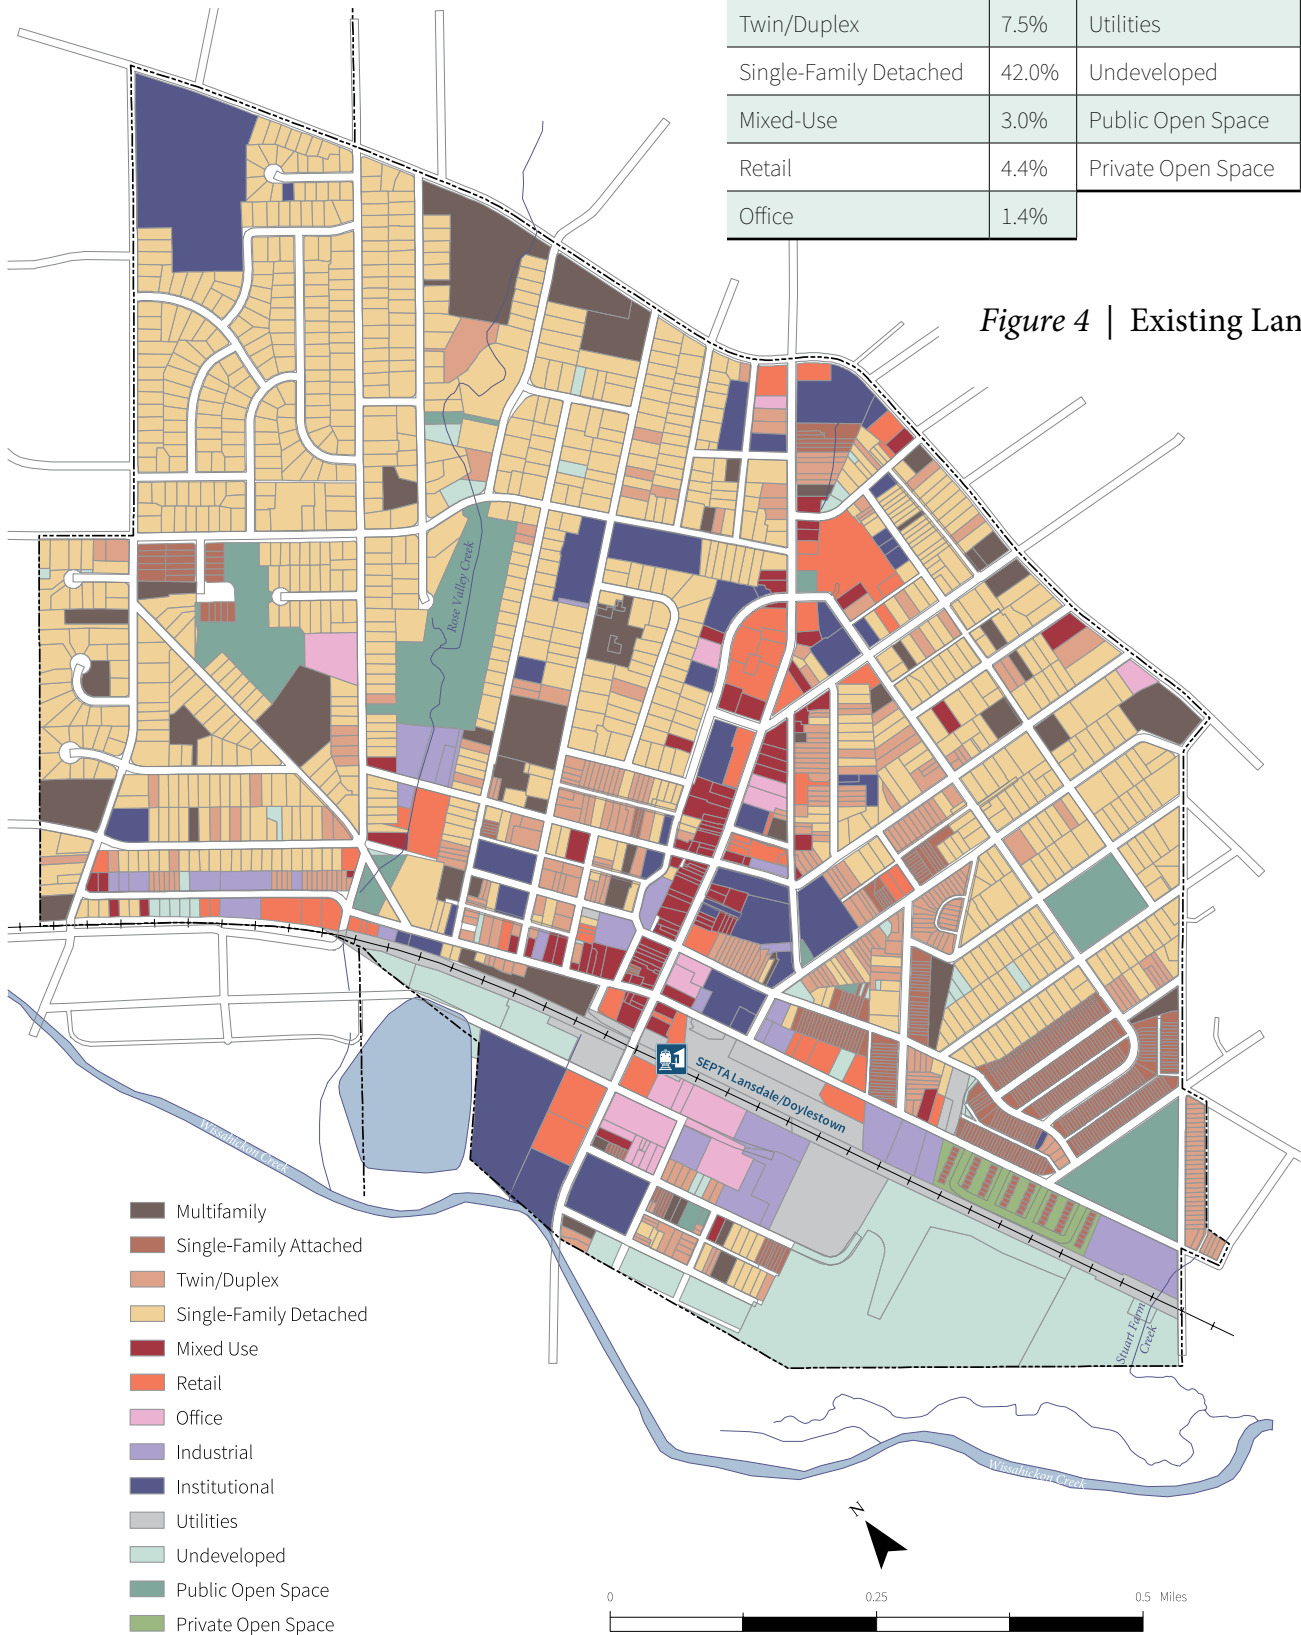 Twin/Duplex 7.5% Utilities
Single-Family Detached 42.0% Undeveloped
Mixed-Use 3.0% Public Open Space
Retail 4.4% Private Open Space
Office 1.4%
Figure 4 | Existing Lan
Rose Valley Creek
SEPTA Lansdale/Doylestown
Wissahickon Creek
Stuart Farm
Creek
Wissahickon Creek
Multifamily
Single-Family Attached
Twin/Duplex
Single-Family Detached
Mixed Use
Retail
Office
Industrial
Institutional
Utilities
Undeveloped
Public Open Space
Private Open Space
N
0 0.25 0.5 Miles